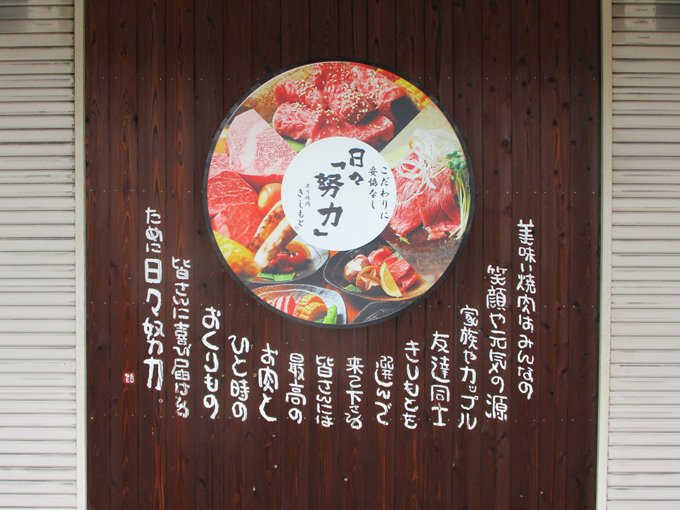 こだわりに
妥協なし
日々
「努力」
炙り焼肉
きしもと
美味い焼肉はみんなの
笑顔や元気の源
家族やカップル
友達同士
きしもとを
選んで
来て下さる
皆さんには
最高の
お肉と
ひと時の
おくりもの
皆さんに喜び届ける
ために日々努力。